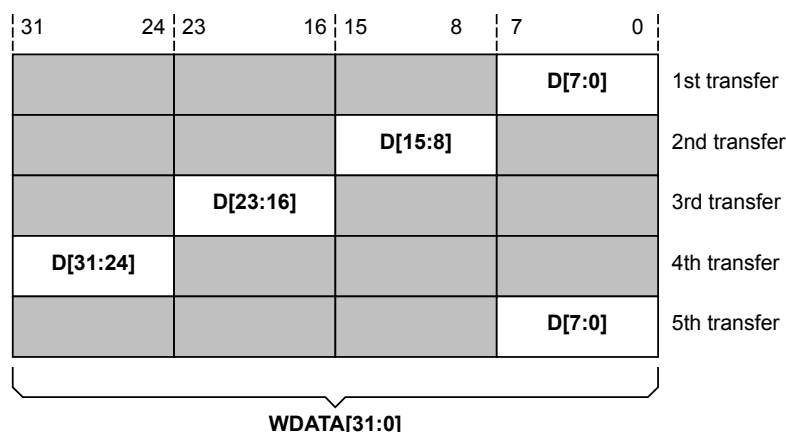 31 24 23 16 15 8 7 0
D[7:0] 1st transfer
D[15:8] 2nd transfer
D[23:16] 3rd transfer
D[31:24] 4th transfer
D[7:0] 5th transfer
WDATA[31:0]